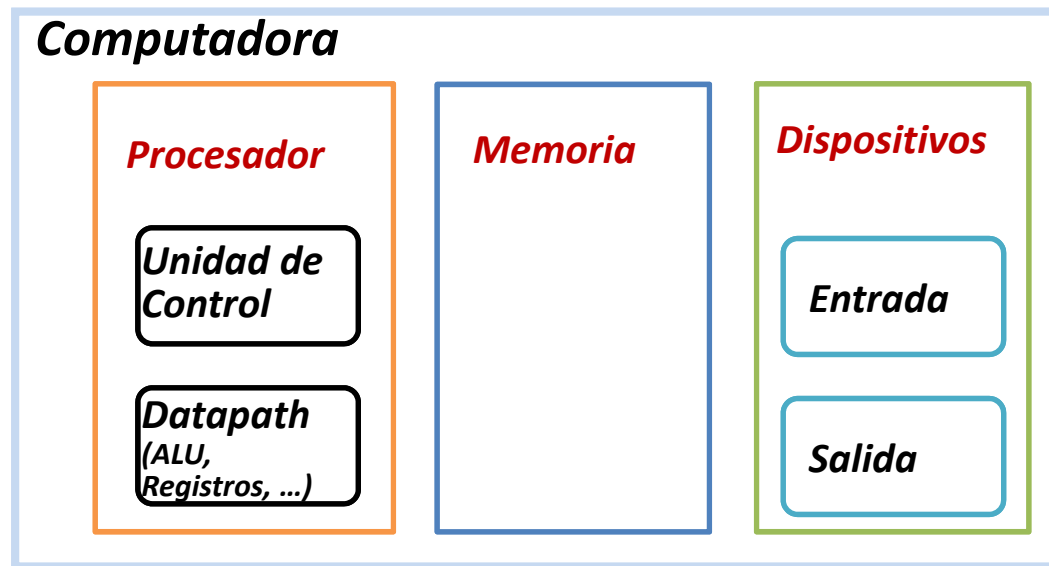 Computadora
Procesador
Unidad de
Control
Datapath
(ALU,
Registros, ...)
Memoria
Dispositivos
Entrada
Salida